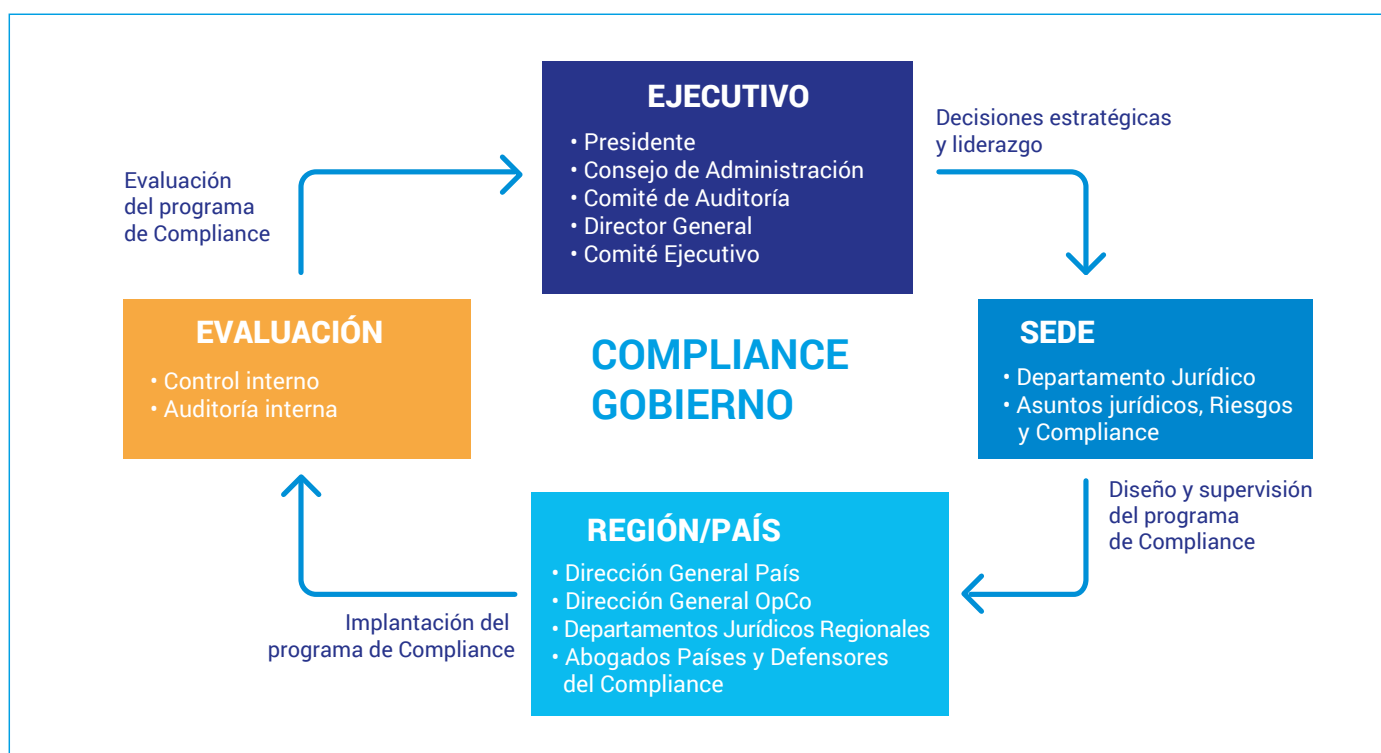 EJECUTIVO
• Presidente
• Consejo de Administración
• Comité de Auditoría
• Director General
• Comité Ejecutivo
Decisiones estratégicas
y liderazgo
Evaluación
del programa
de Compliance
EVALUACIÓN
• Control interno
• Auditoría interna
COMPLIANCE
GOBIERNO
SEDE
• Departamento Jurídico
• Asuntos jurídicos, Riesgos
y Compliance
Diseño y supervisión
del programa
de Compliance
REGIÓN/PAÍS
• Dirección General País
• Dirección General OpCo
• Departamentos Jurídicos Regionales
• Abogados Países y Defensores
del Compliance
Implantación del
programa de Compliance